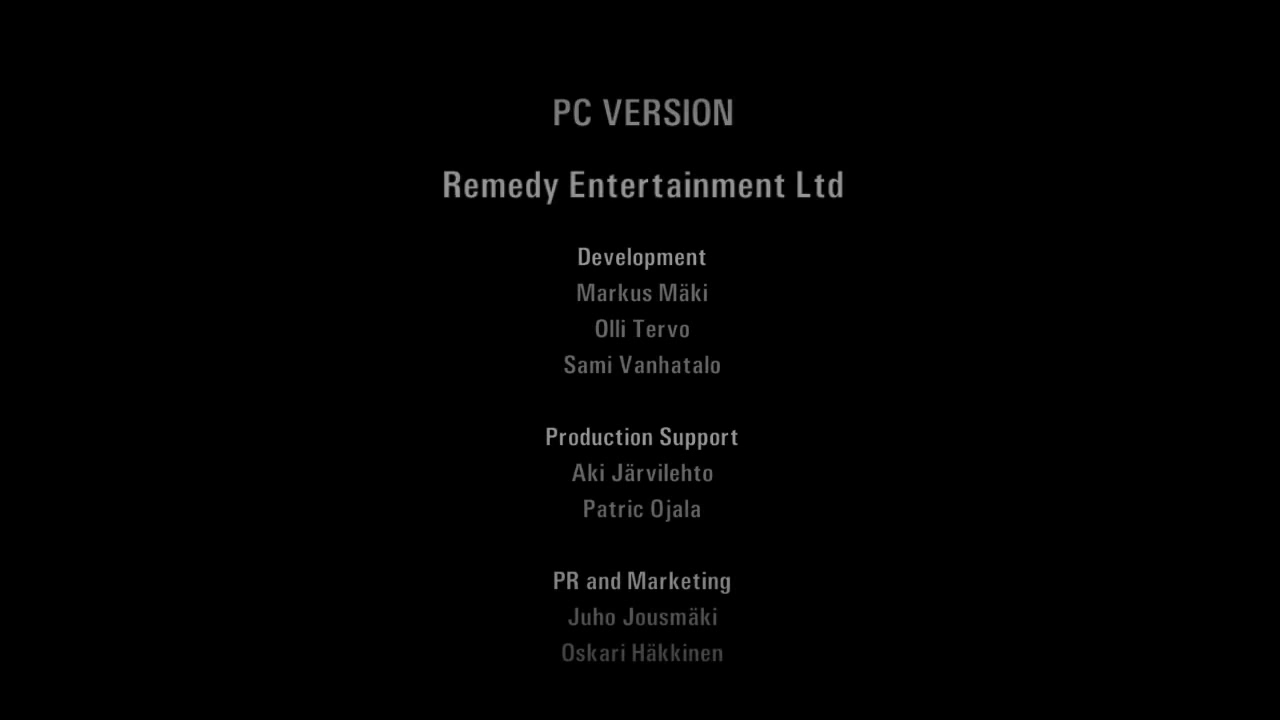 PC VERSION
Remedy Entertainment Ltd
Development
Markus Mäki
Olli Tervo
Sami Vanhatalo
Production Support
Aki Järvilehto
Patric Ojala
PR and Marketing
Juho Jousmäki
Oskari Häkkinen